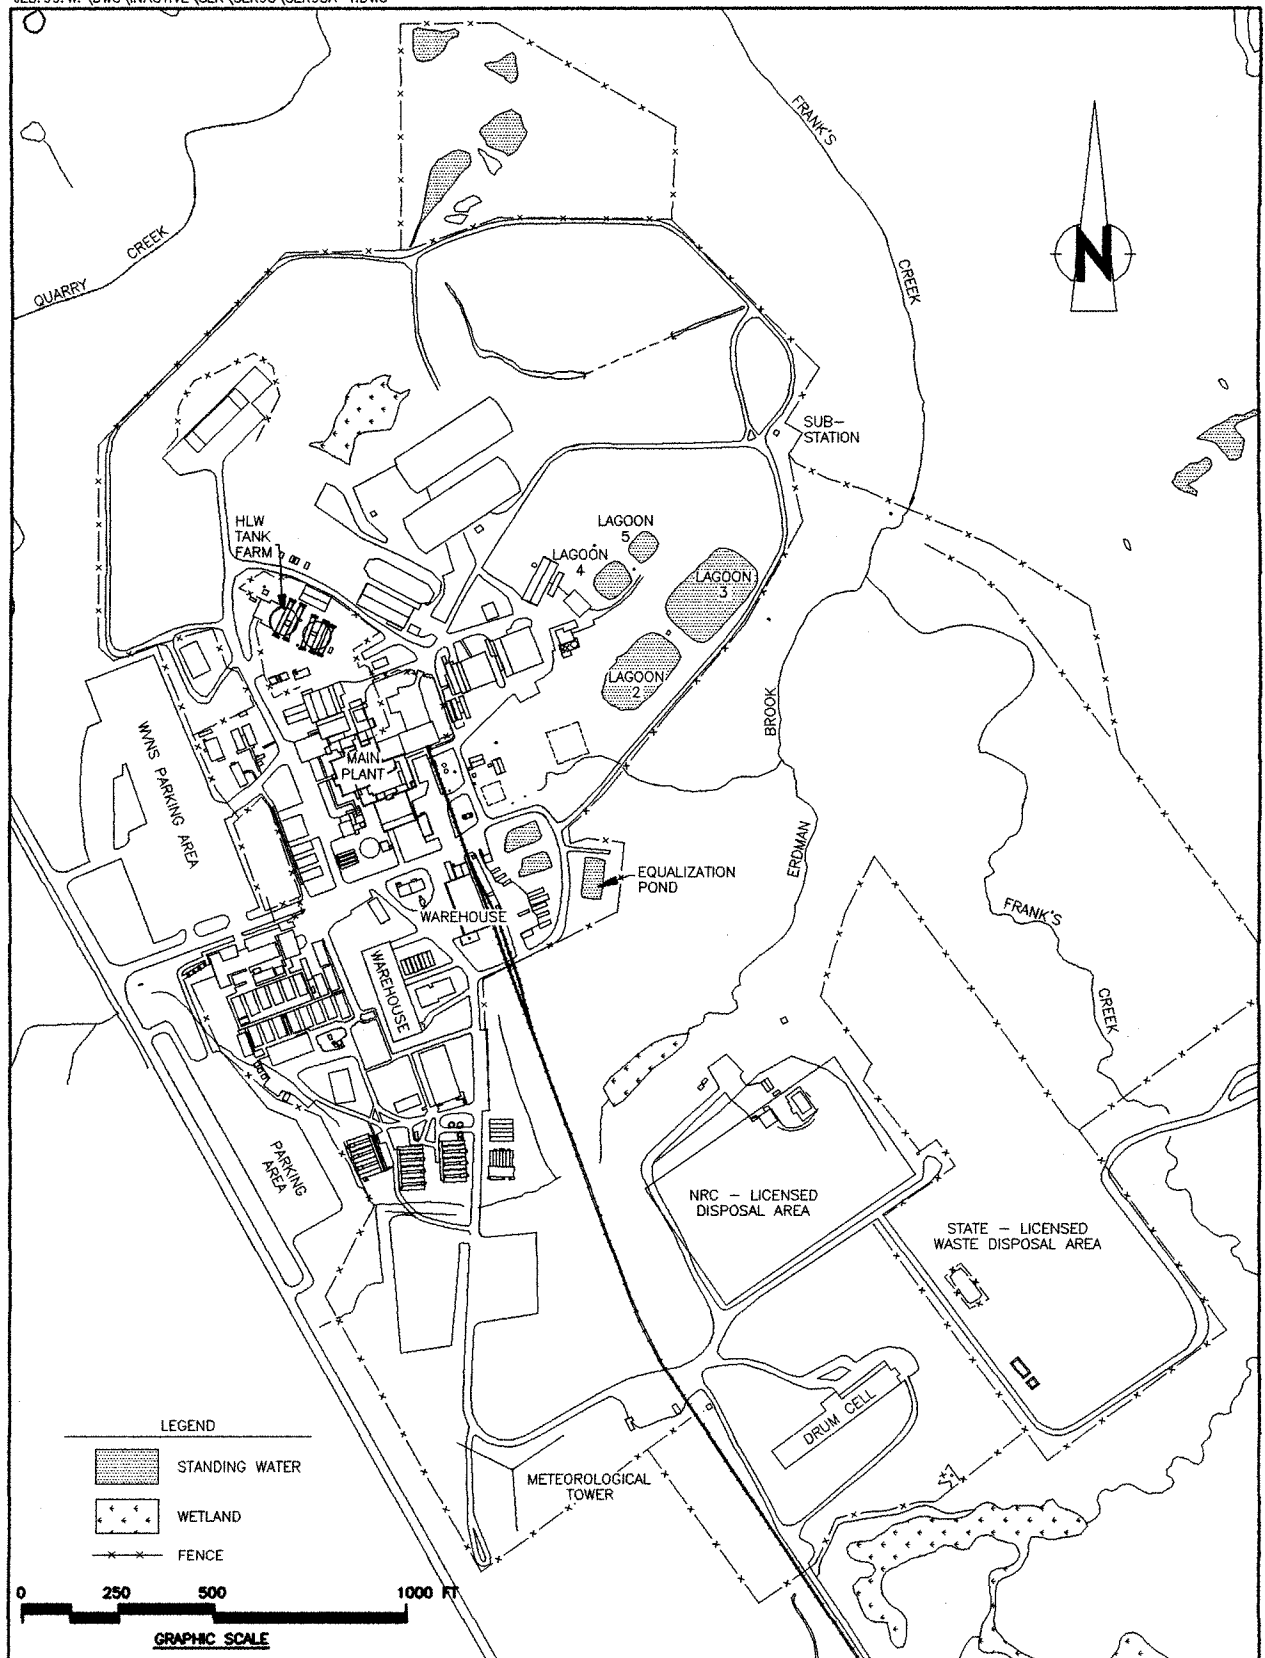 FRANK'S
CREEK
QUARRY
CREEK
N
SUB-
STATION
HLW
TANK
FARM
LAGOON
5
LAGOON
4
LAGOON
3
LAGOON
2
BROOK
ERDMAN
WVNS PARKING AREA
MAIN
PLANT
EQUALIZATION
POND
WAREHOUSE
WAREHOUSE
FRANK'S
CREEK
PARKING
AREA
NRC - LICENSED
DISPOSAL AREA
STATE - LICENSED
WASTE DISPOSAL AREA
DRUM CELL
METEOROLOGICAL
TOWER
LEGEND
STANDING WATER
WETLAND
FENCE
0 250 500 1000 FT
GRAPHIC SCALE